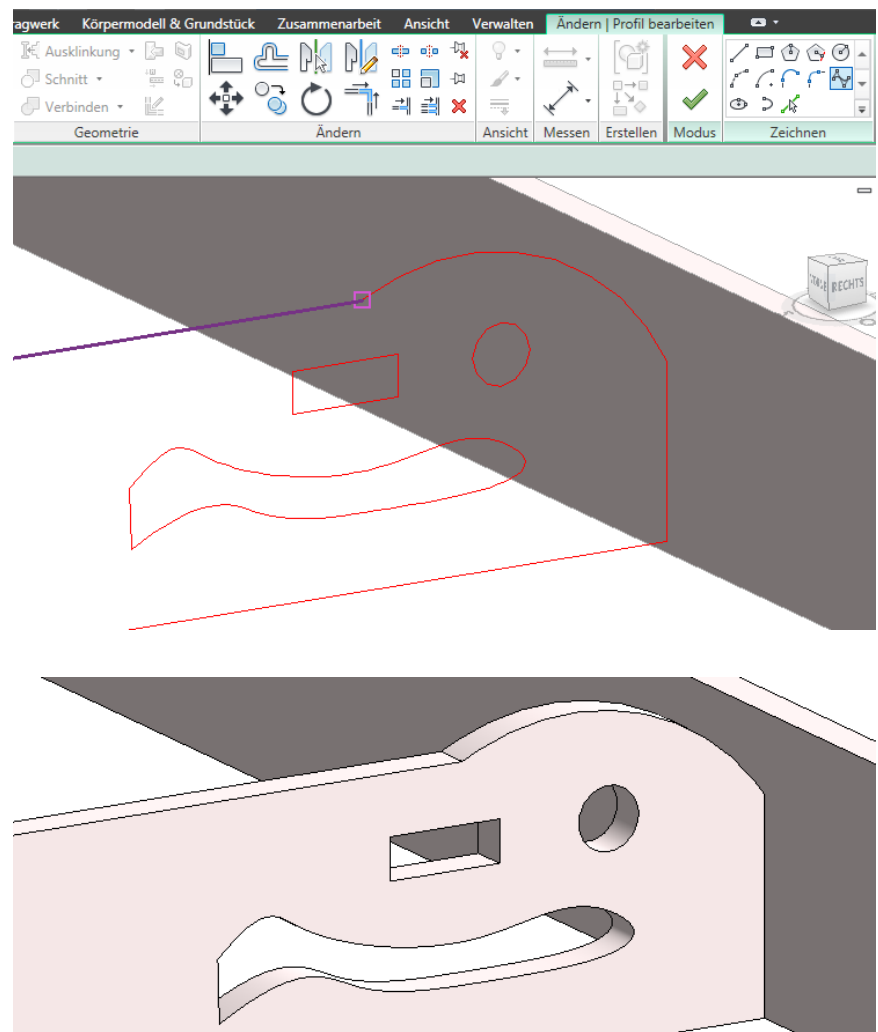 ragwerk Körpermodell & Grundstück Zusammenarbeit Ansicht Verwalten Ändern | Profil bearbeiten
Ausklinkung
Schnitt
Verbinden
Geometrie Ändern Ansicht Messen Erstellen Modus Zeichnen
RECHTS